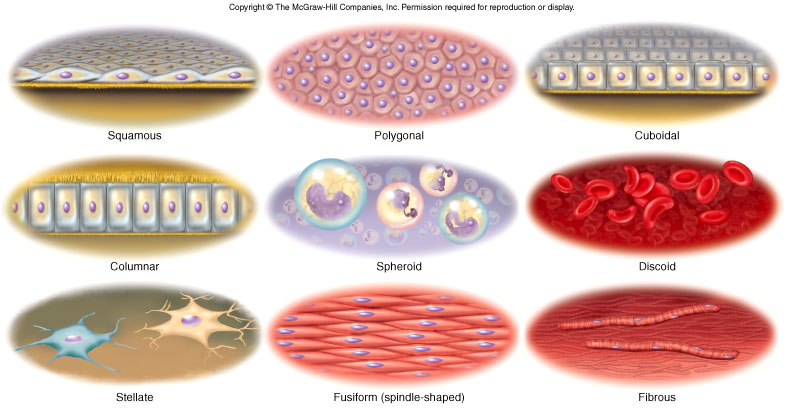 Copyright © The McGraw-Hill Companies, Inc. Permission required for reproduction or display.
Squamous
Polygonal
Cuboidal
Columnar
Spheroid
Discoid
Stellate
Fusiform (spindle-shaped)
Fibrous